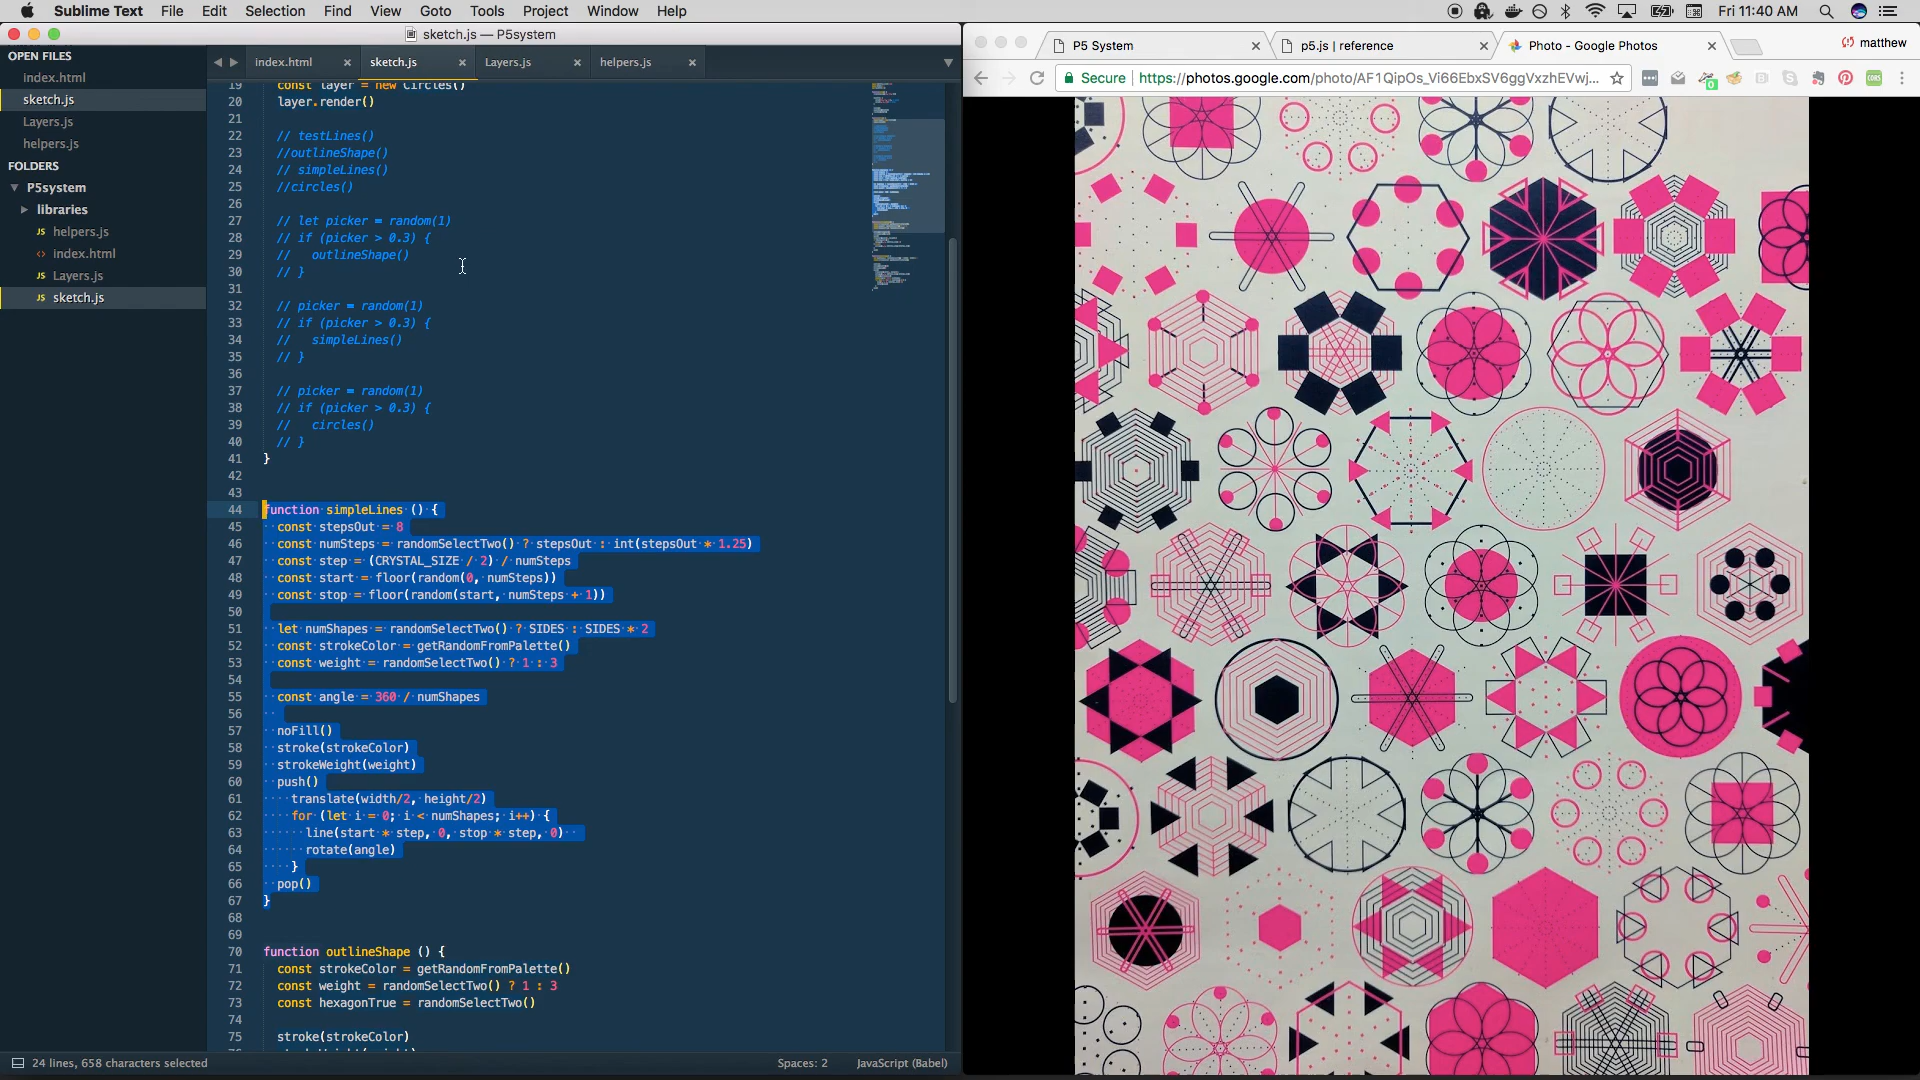 Sublime Text File Edit Selection Find View Goto Tools Project Window Help
Fri 11:40 AM
sketch.js — P5system
OPEN FILES
index.html
sketch.js
Layers.js
helpers.js
FOLDERS
P5system
libraries
JS helpers.js
<> index.html
JS Layers.js
JS sketch.js
index.html × sketch.js × Layers.js × helpers.js ×
19 const layer = new Circles()
20 layer.render()
21
22 // testLines()
23 //outlineShape()
24 // simpleLines()
25 //circles()
26
27 // let picker = random(1)
28 // if (picker > 0.3) {
29 //   outlineShape()
30 // }
31
32 // picker = random(1)
33 // if (picker > 0.3) {
34 //   simpleLines()
35 // }
36
37 // picker = random(1)
38 // if (picker > 0.3) {
39 //   circles()
40 // }
41 }
42
43
44 function simpleLines () {
45 const stepsOut = 8
46 const numSteps = randomSelectTwo() ? stepsOut : int(stepsOut * 1.25)
47 const step = (CRYSTAL_SIZE / 2) / numSteps
48 const start = floor(random(0, numSteps))
49 const stop = floor(random(start, numSteps + 1))
50
51 let numShapes = randomSelectTwo() ? SIDES : SIDES * 2
52 const strokeColor = getRandomFromPalette()
53 const weight = randomSelectTwo() ? 1 : 3
54
55 const angle = 360 / numShapes
56
57 noFill()
58 stroke(strokeColor)
59 strokeWeight(weight)
60 push()
61 translate(width/2, height/2)
62 for (let i = 0; i < numShapes; i++) {
63 line(start * step, 0, stop * step, 0)
64 rotate(angle)
65 }
66 pop()
67 }
68
69
70 function outlineShape () {
71 const strokeColor = getRandomFromPalette()
72 const weight = randomSelectTwo() ? 1 : 3
73 const hexagonTrue = randomSelectTwo()
74
75 stroke(strokeColor)
24 lines, 658 characters selected
Spaces: 2
JavaScript (Babel)
P5 System × p5.js | reference × Photo - Google Photos ×
matthew
Secure | https://photos.google.com/photo/AF1QipOs_Vi66EbxSV6ggVxzhEVwj...